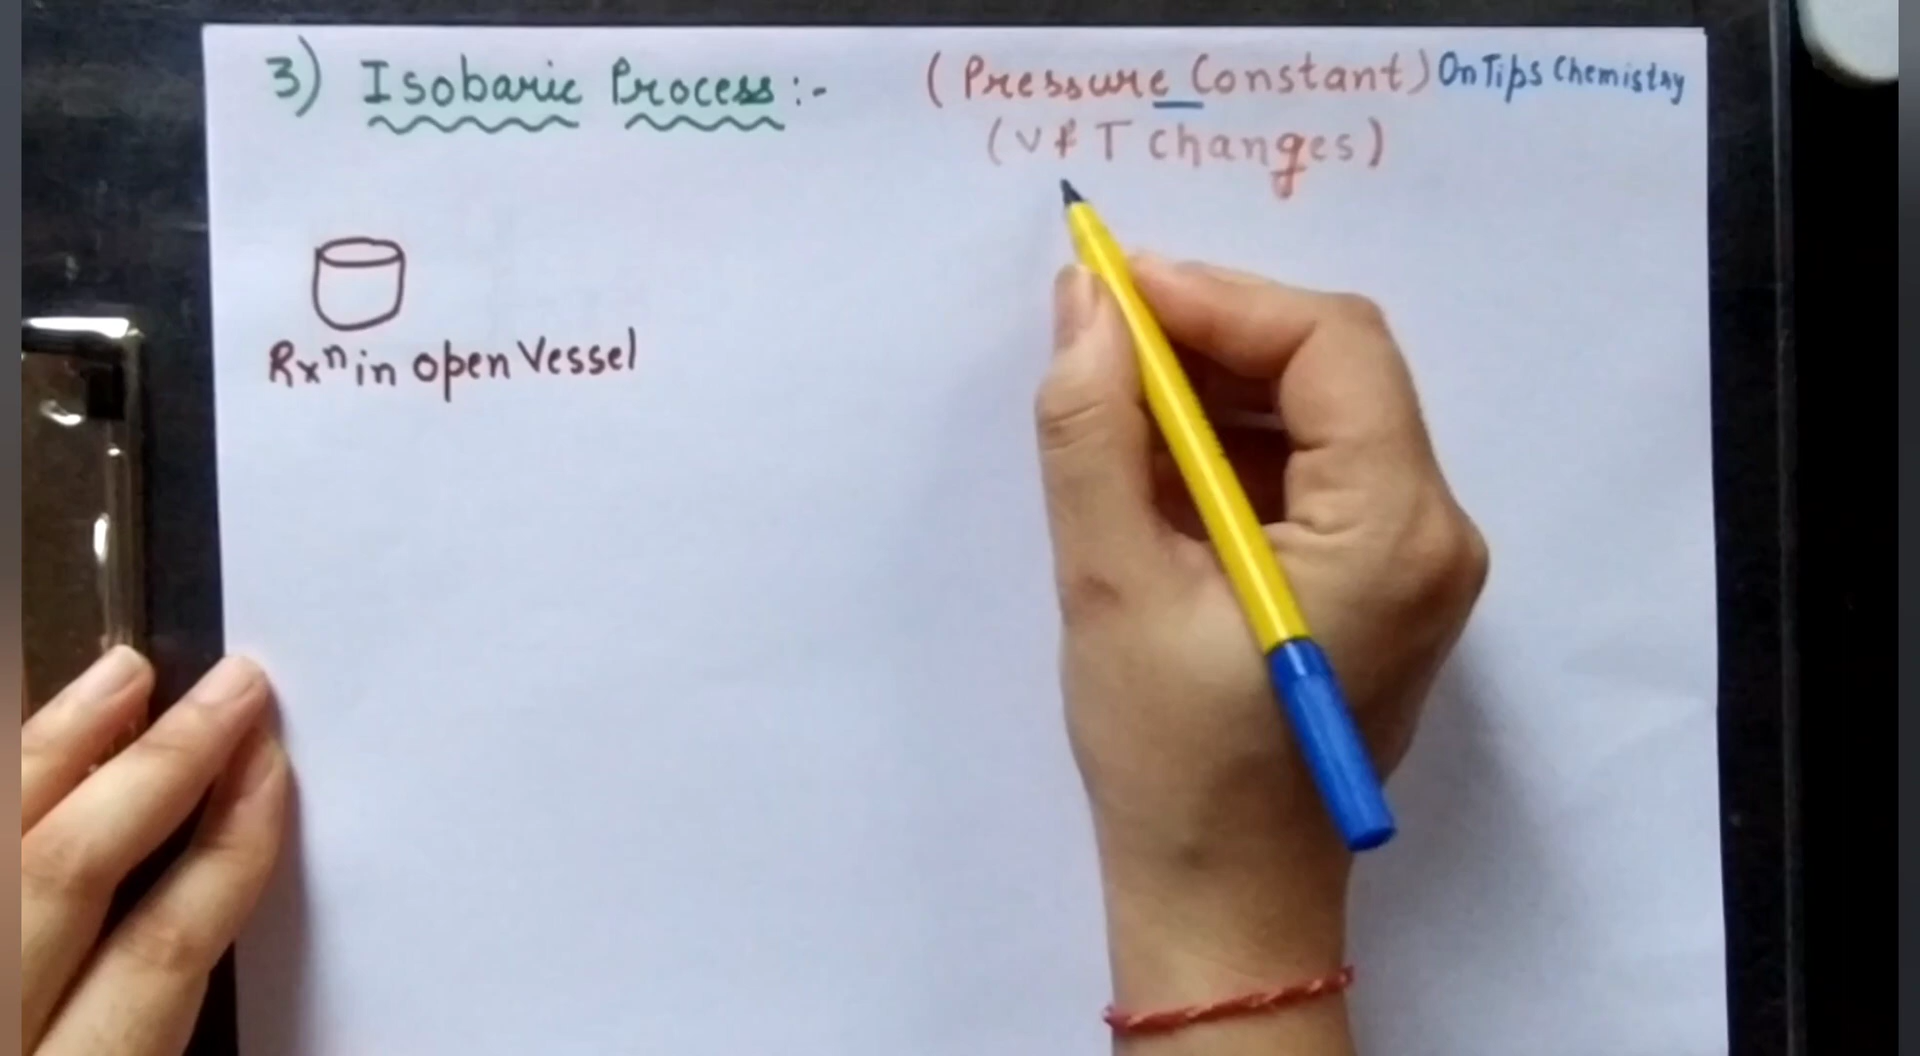 3) Isobaric Process:- (Pressure Constant) OnTips Chemistry
(V & T Changes)
Rxⁿ in open Vessel